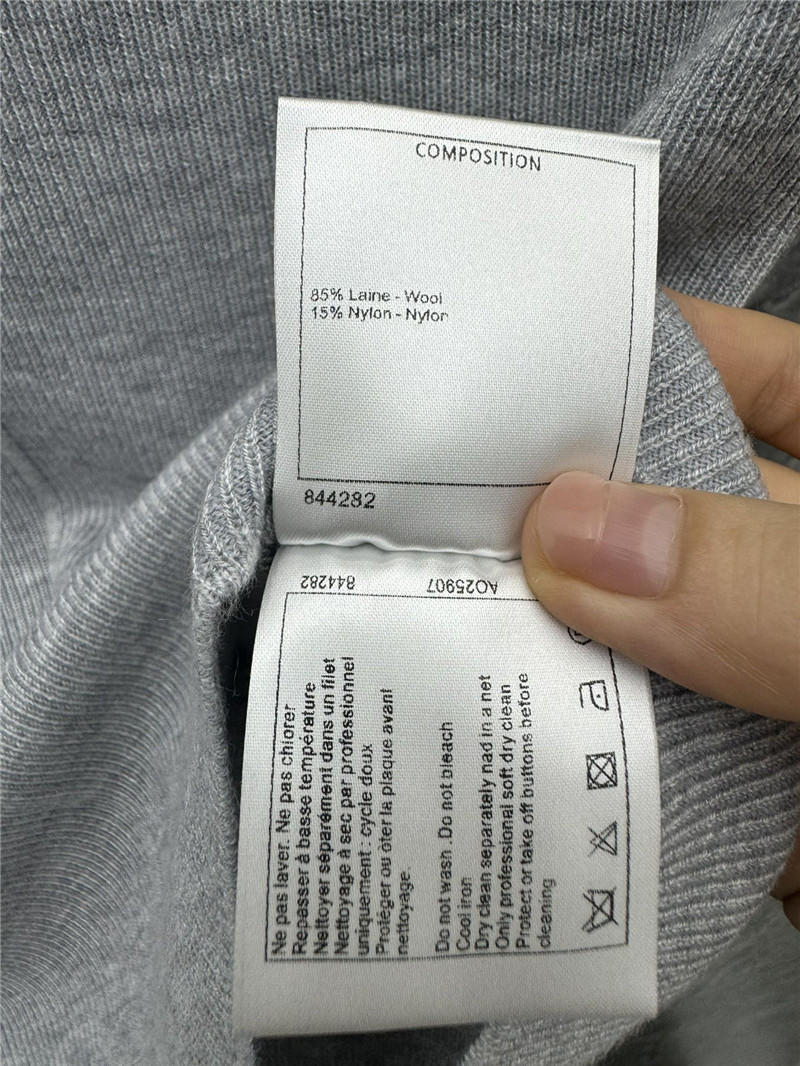 COMPOSITION
85% Laine - Wool
15% Nylon - Nylon
844282
844282
AO25907
Ne pas laver. Ne pas chlorer
Repasser à basse température
Nettoyer séparément dans un filet
Nettoyage à sec par professionnel
uniquement : cycle doux
Protéger ou ôter la plaque avant
nettoyage.
Do not wash .Do not bleach
Cool iron
Dry clean separately nad in a net
Only professional soft dry clean
Protect or take off buttons before
cleaning